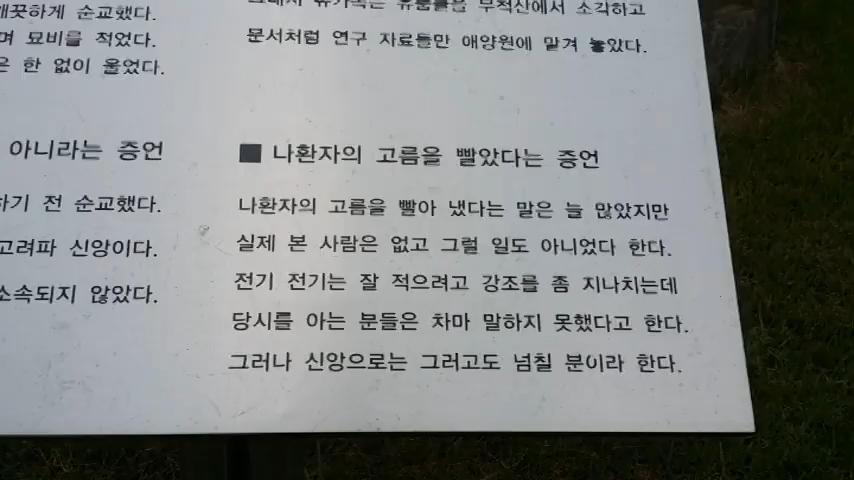 깨끗하게 순교했다.
며 묘비를 적었다.
은 한 없이 울었다.
아니라는 증언
하기 전 순교했다.
고려파 신앙이다.
소속되지 않았다.
유가족은 유품들을 무척산에서 소각하고
문서처럼 연구 자료들만 애양원에 맡겨 놓았다.
■ 나환자의 고름을 빨았다는 증언
나환자의 고름을 빨아 냈다는 말은 늘 많았지만
실제 본 사람은 없고 그럴 일도 아니었다 한다.
전기 전기는 잘 적으려고 강조를 좀 지나치는데
당시를 아는 분들은 차마 말하지 못했다고 한다.
그러나 신앙으로는 그러고도 넘칠 분이라 한다.